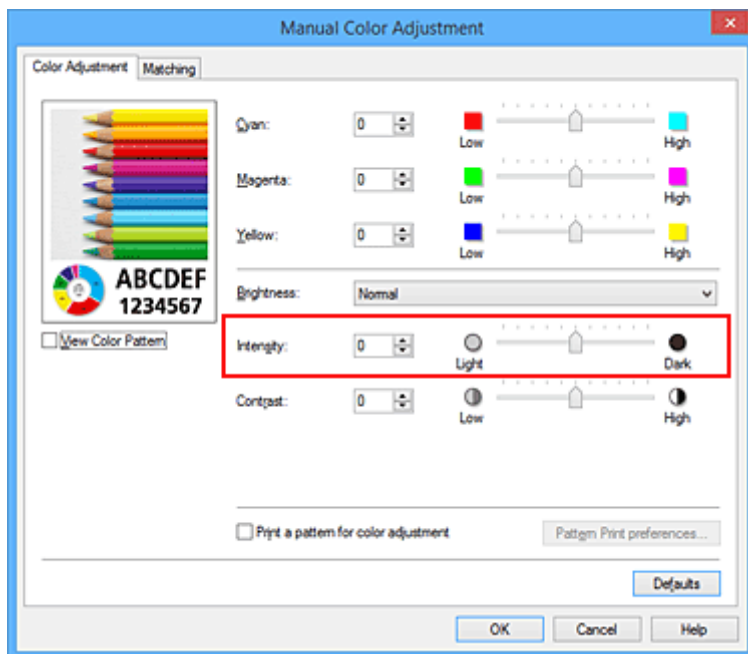 Manual Color Adjustment
Color Adjustment Matching
Cyan: 0 Low High
Magenta: 0 Low High
Yellow: 0 Low High
ABCDEF
1234567
View Color Pattern
Brightness: Normal
Intensity: 0 Light Dark
Contrast: 0 Low High
Print a pattern for color adjustment Pattern Print preferences...
Defaults
OK Cancel Help